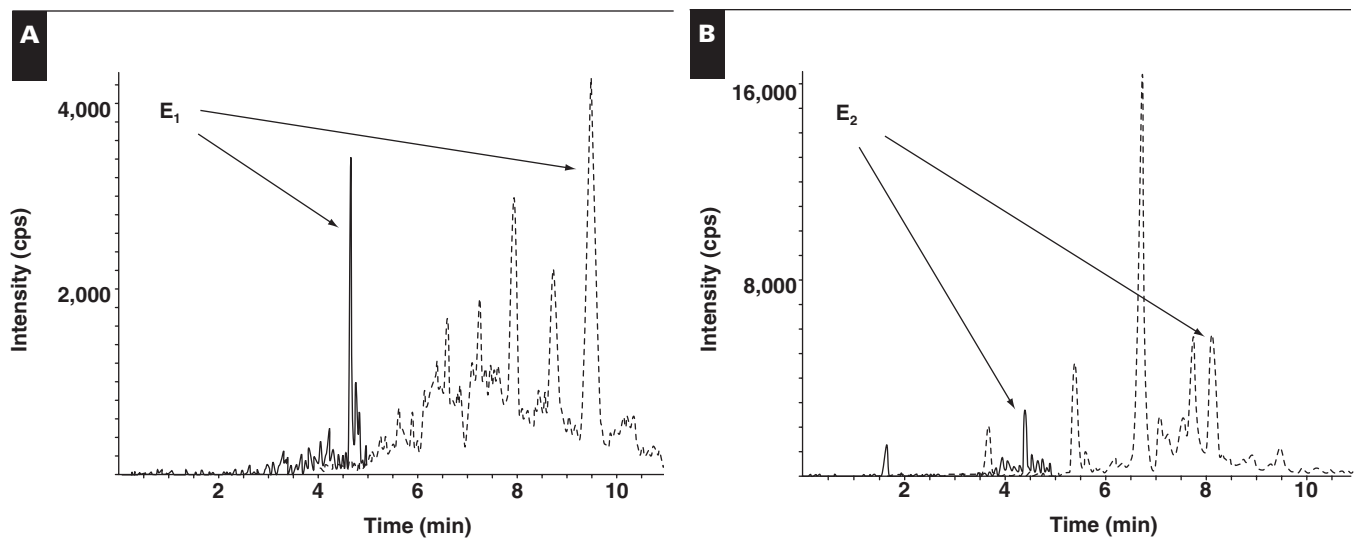 A
E₁
4,000
2,000
Intensity (cps)
2 4 6 8 10
Time (min)
B
E₂
16,000
8,000
Intensity (cps)
2 4 6 8 10
Time (min)